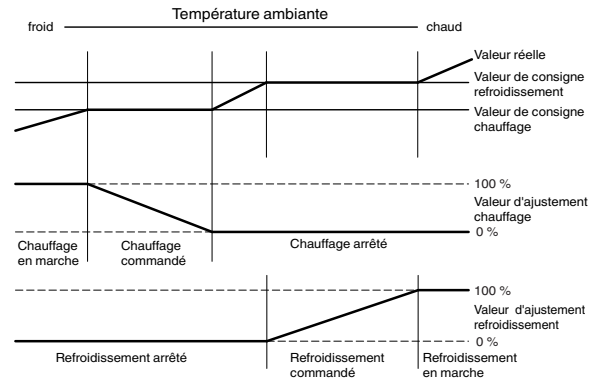 Température ambiante
froid
chaud
Valeur réelle
Valeur de consigne
refroidissement
Valeur de consigne
chauffage
100 %
Valeur d'ajustement
chauffage
0 %
Chauffage
en marche
Chauffage
commandé
Chauffage arrêté
100 %
Valeur d'ajustement
refroidissement
0 %
Refroidissement arrêté
Refroidissement
commandé
Refroidissement
en marche